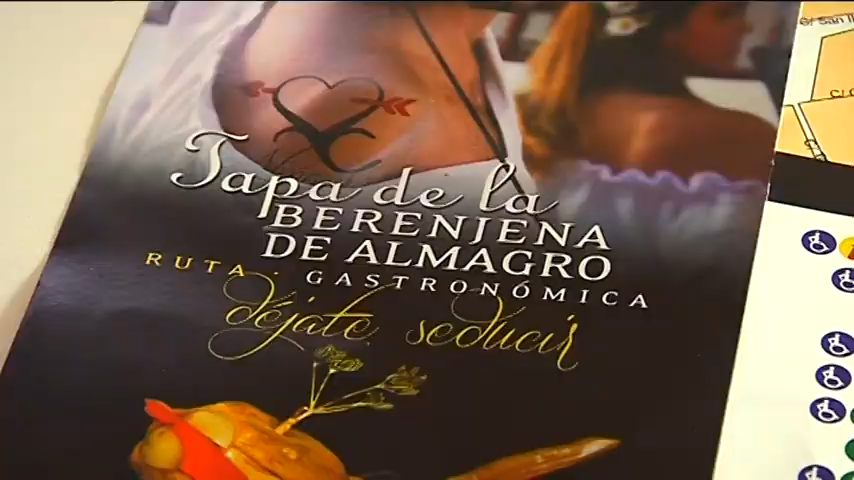 Tapa de la
BERENJENA
DE ALMAGRO
RUTA GASTRONÓMICA
déjate seducir